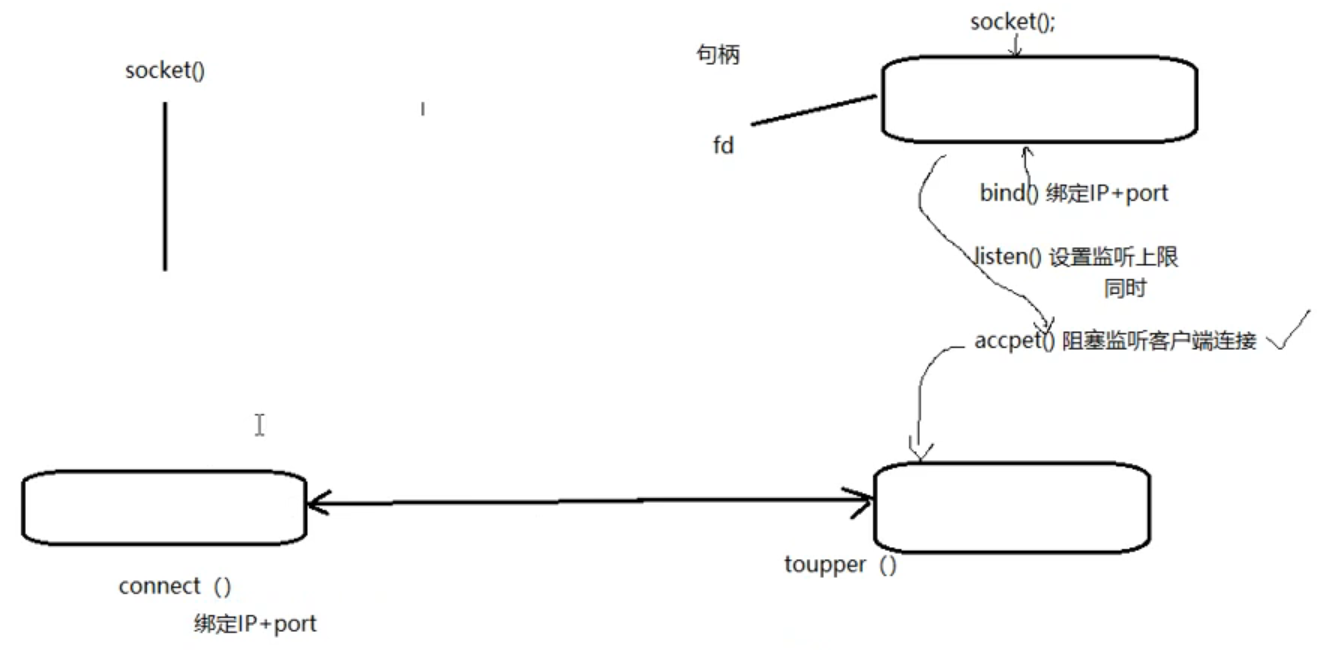 socket();
句柄
socket()
fd
bind() 绑定IP+port
listen() 设置监听上限
同时
accpet() 阻塞监听客户端连接
toupper ()
connect ()
绑定IP+port